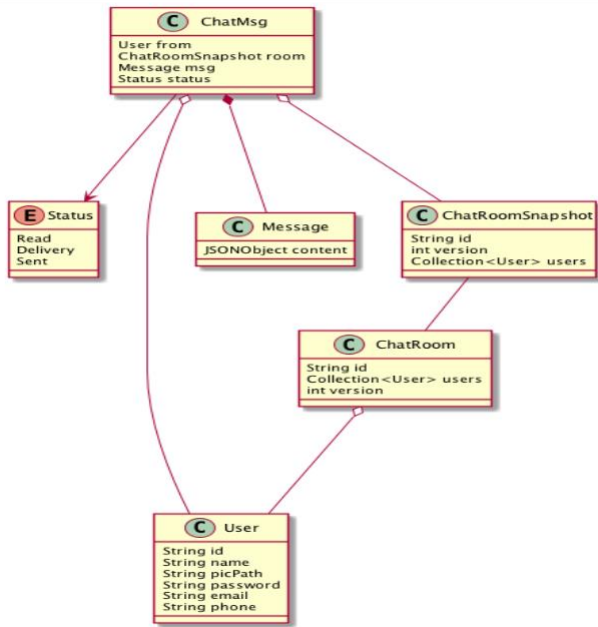 C ChatMsg
User from
ChatRoomSnapshot room
Message msg
Status status
E Status
Read
Delivery
Sent
C Message
JSONObject content
C ChatRoomSnapshot
String id
int version
Collection<User> users
C ChatRoom
String id
Collection<User> users
int version
C User
String id
String name
String picPath
String password
String email
String phone